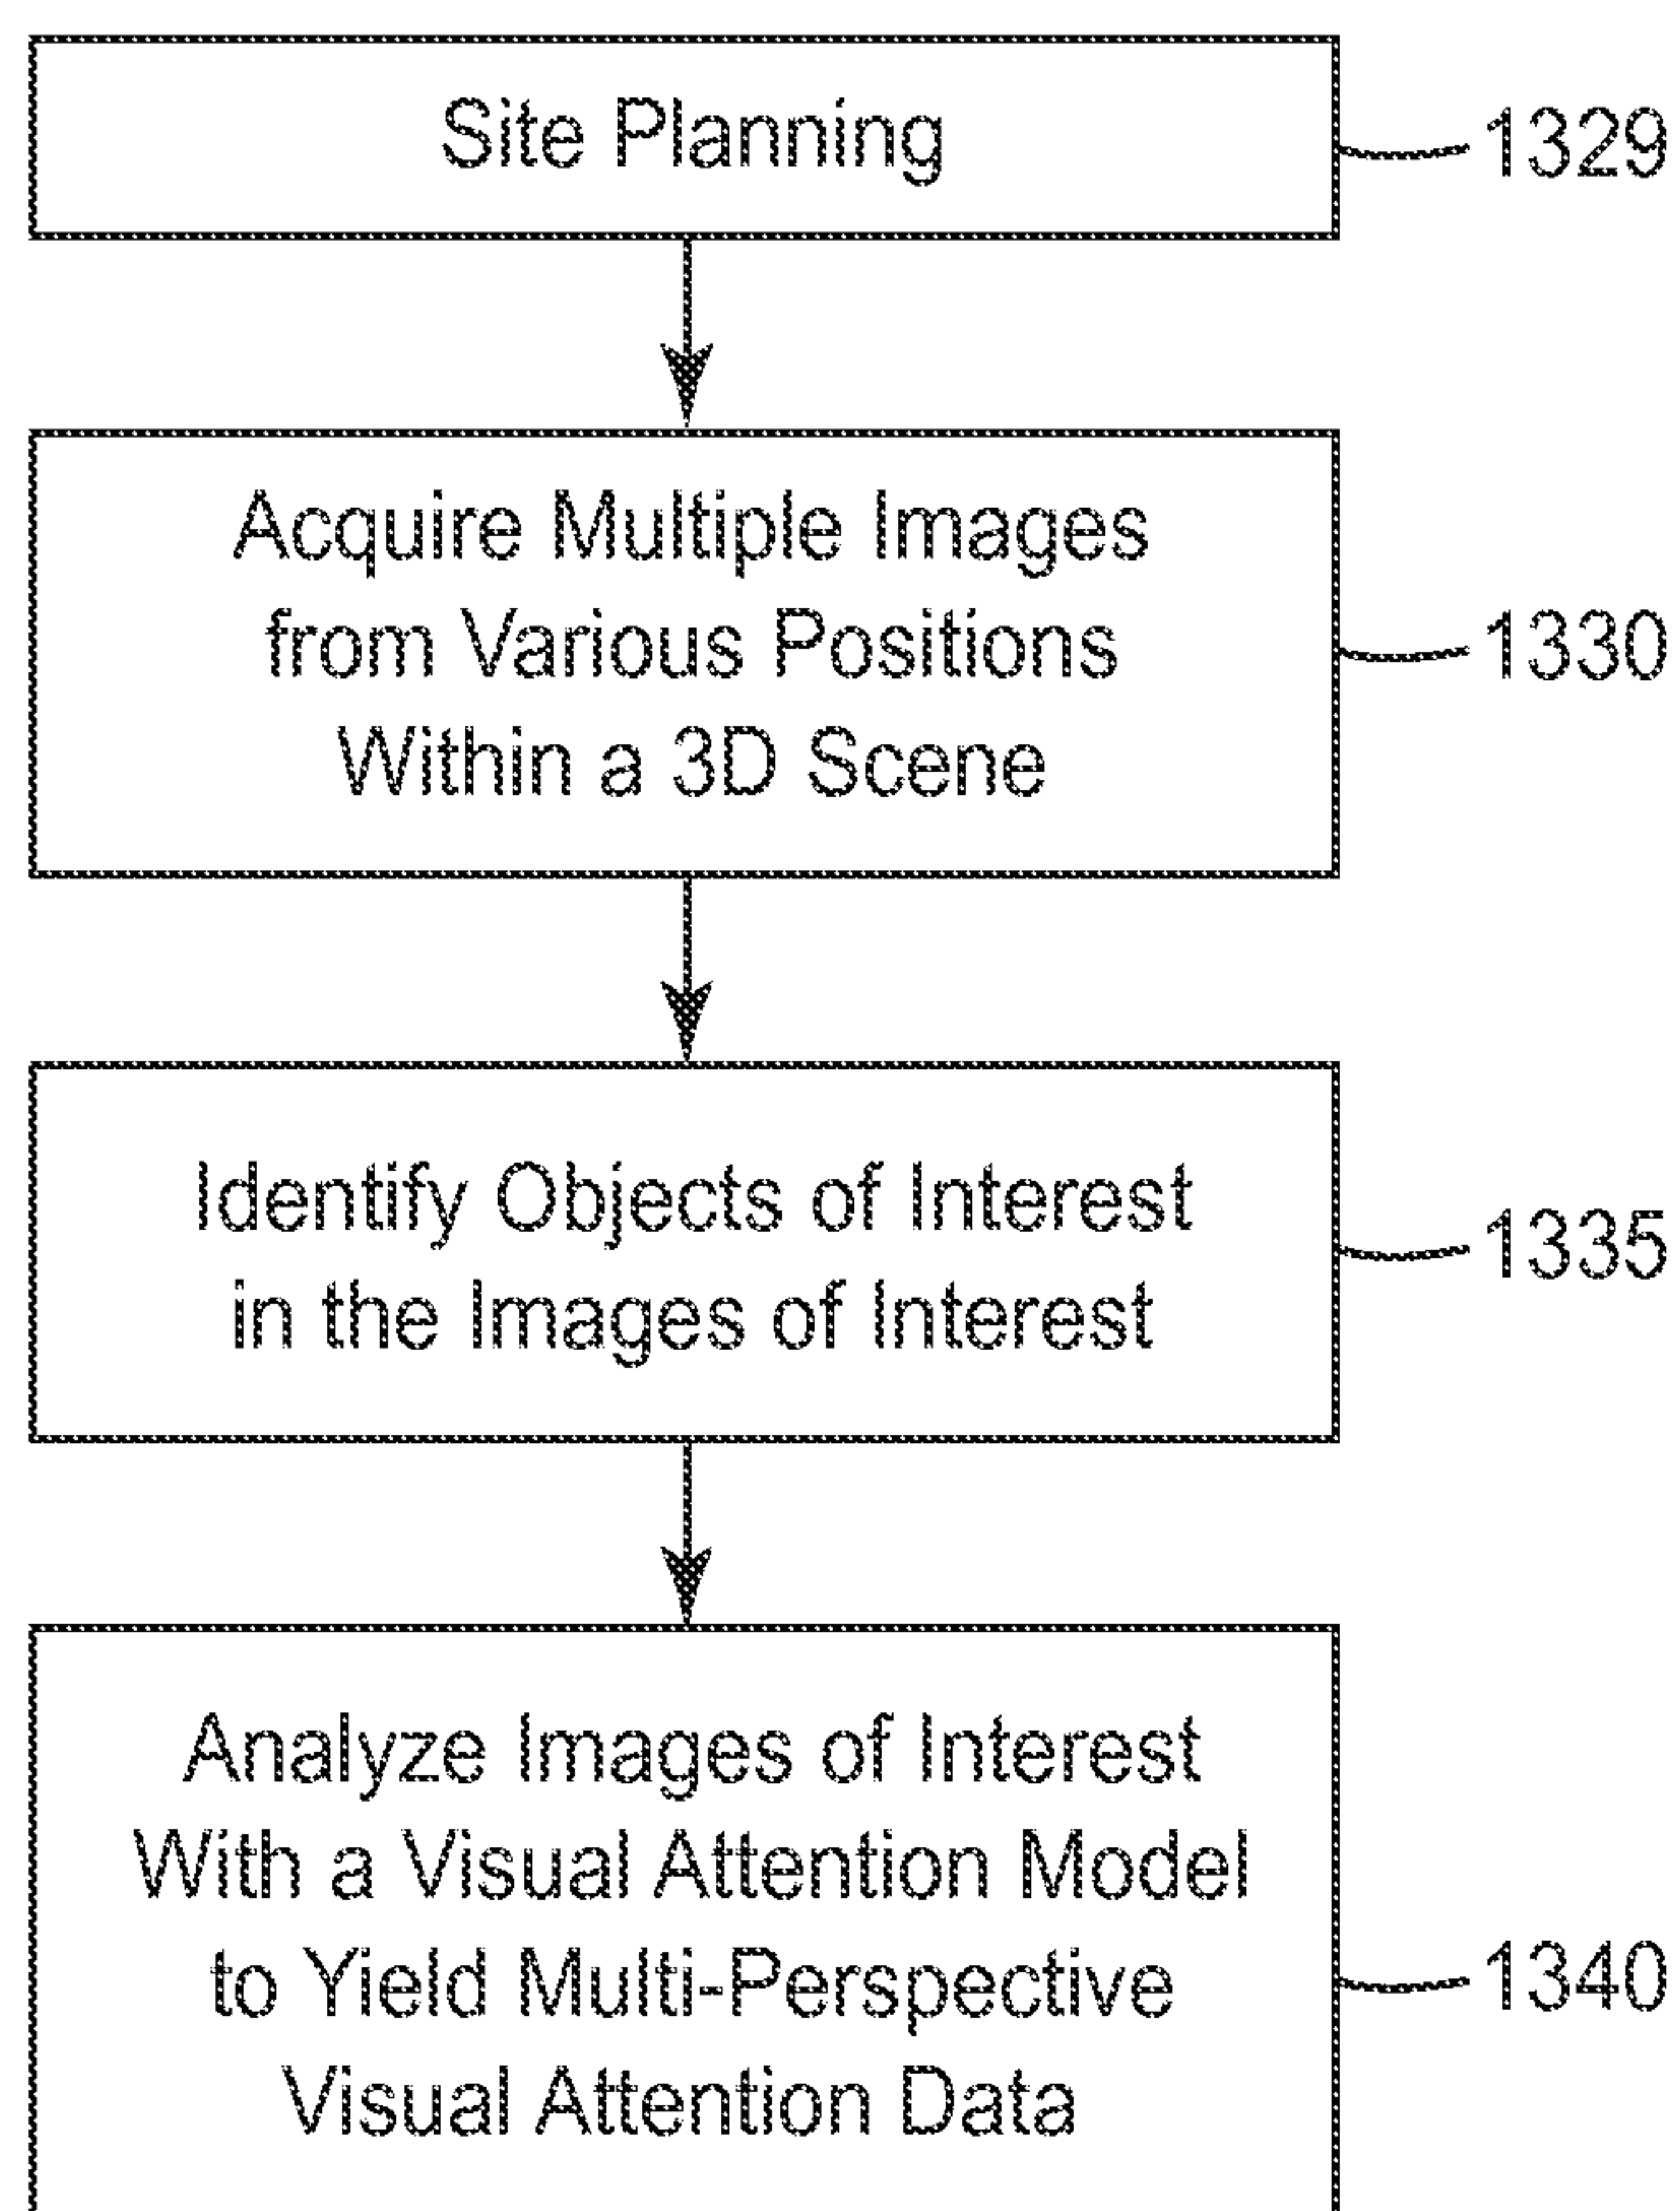 Site Planning
1329
Acquire Multiple Images
from Various Positions
1330
Within a 3D Scene
Identify Objects of Interest
1335
in the Images of Interest
Analyze Images of Interest
With a Visual Attention Model
to Yield Multi-Perspective
1340
Visual Attention Data